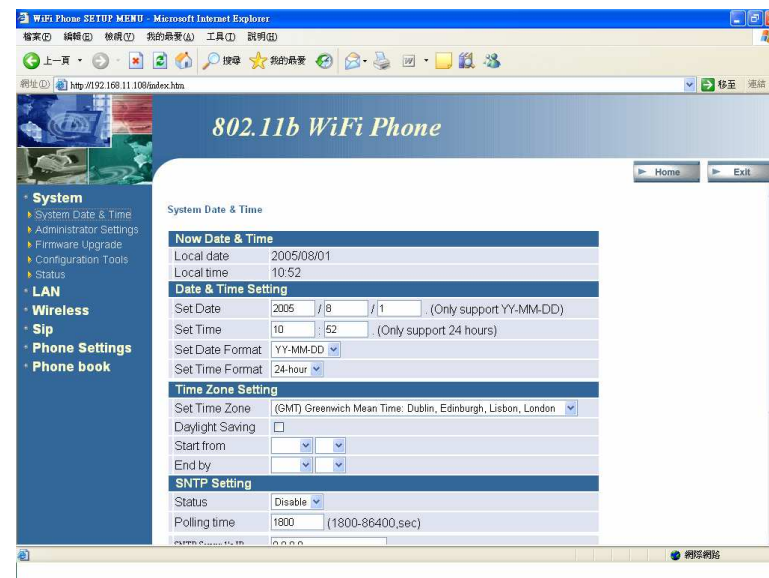 WiFi Phone SETUP MENU - Microsoft Internet Explorer
檔案(F) 編輯(E) 檢視(V) 我的最愛(A) 工具(T) 說明(H)
上一頁 搜尋 我的最愛
網址(D) http://192.168.11.108/index.htm 移至 連結
802.11b WiFi Phone
Home Exit
System
System Date & Time
Administrator Settings
Firmware Upgrade
Configuration Tools
Status
LAN
Wireless
Sip
Phone Settings
Phone book
System Date & Time
Now Date & Time
Local date 2005/08/01
Local time 10:52
Date & Time Setting
Set Date 2005 / 8 / 1 . (Only support YY-MM-DD)
Set Time 10 : 52 . (Only support 24 hours)
Set Date Format YY-MM-DD
Set Time Format 24-hour
Time Zone Setting
Set Time Zone (GMT) Greenwich Mean Time: Dublin, Edinburgh, Lisbon, London
Daylight Saving
Start from
End by
SNTP Setting
Status Disable
Polling time 1800 (1800-86400,sec)
網際網路